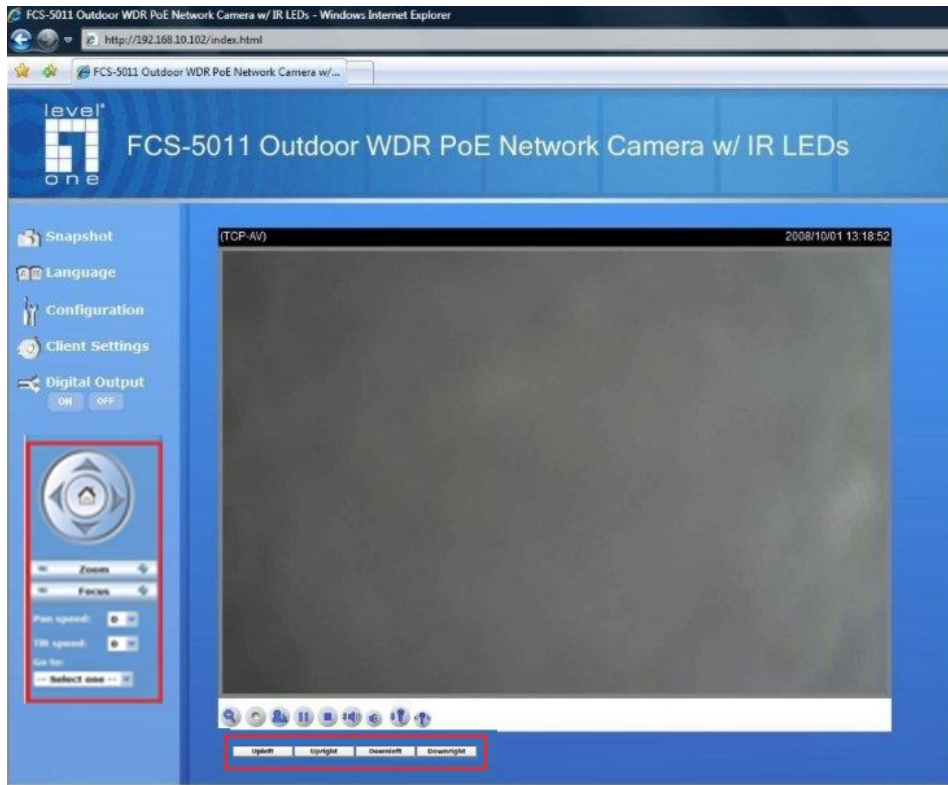 FCS-5011 Outdoor WDR PoE Network Camera w/ IR LEDs - Windows Internet Explorer
http://192.168.10.102/index.html
FCS-5011 Outdoor WDR PoE Network Camera w/...
level
one
FCS-5011 Outdoor WDR PoE Network Camera w/ IR LEDs
Snapshot
Language
Configuration
Client Settings
Digital Output
ON OFF
(TCP-AV) 2008/10/01 13:18:52
Zoom
Focus
Pan speed: 0
Tilt speed: 0
Go to:
-- Select one --
Upleft Upright Downleft Downright